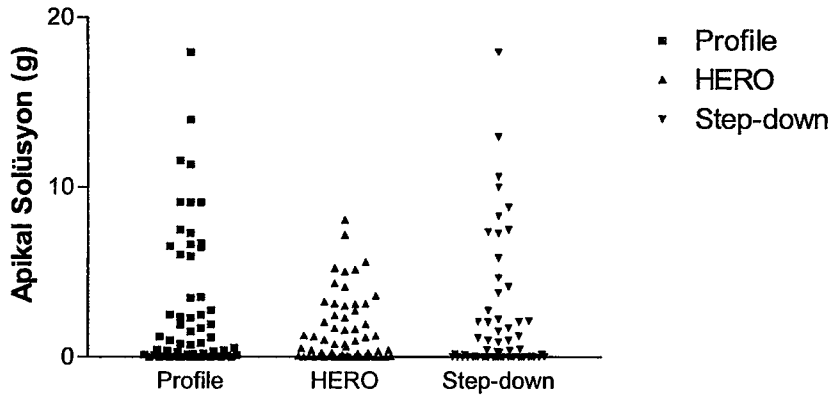 Apikal Solüsyon (g)
20
10
0
Profile
HERO
Step-down
Profile
HERO
Step-down